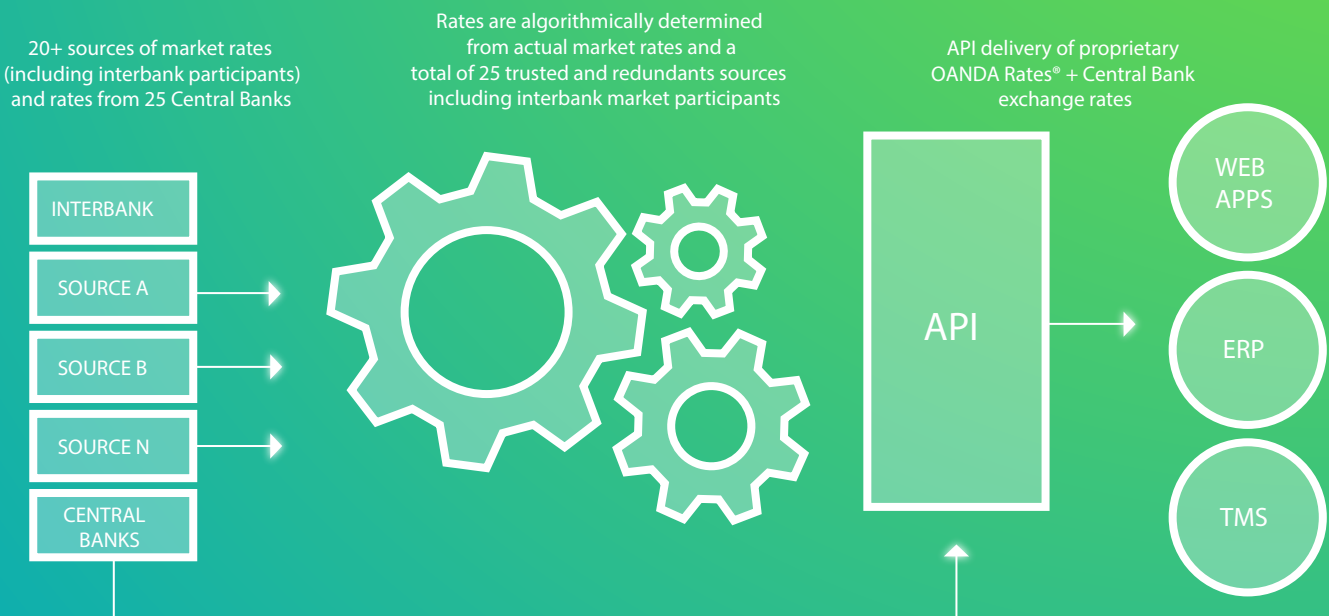 20+ sources of market rates
(including interbank participants)
and rates from 25 Central Banks
Rates are algorithmically determined
from actual market rates and a
total of 25 trusted and redundants sources
including interbank market participants
API delivery of proprietary
OANDA Rates® + Central Bank
exchange rates
INTERBANK
SOURCE A
SOURCE B
SOURCE N
CENTRAL
BANKS
API
WEB
APPS
ERP
TMS